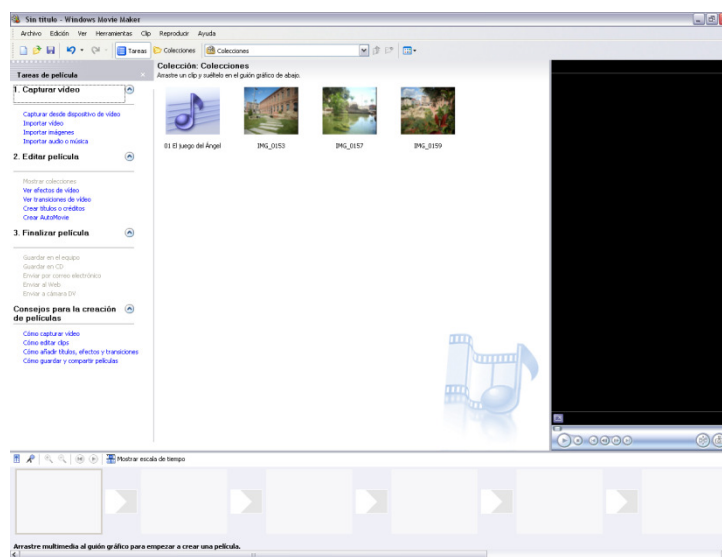 Sin título - Windows Movie Maker
Archivo Edición Ver Herramientas Clip Reproducir Ayuda
Tareas Colecciones Colecciones
Tareas de película
Colección: Colecciones
Arrastre un clip y suéltelo en el guión gráfico de abajo.
1. Capturar vídeo
Capturar desde dispositivo de vídeo
Importar vídeo
Importar imágenes
Importar audio o música
2. Editar película
Mostrar colecciones
Ver efectos de vídeo
Ver transiciones de vídeo
Crear títulos o créditos
Crear AutoMovie
3. Finalizar película
Guardar en el equipo
Guardar en CD
Enviar por correo electrónico
Enviar al Web
Enviar a cámara DV
Consejos para la creación
de películas
Cómo capturar vídeo
Cómo editar clips
Cómo añadir títulos, efectos y transiciones
Cómo guardar y compartir películas
01 El Juego del Ángel IMG_0153 IMG_0157 IMG_0159
Mostrar escala de tiempo
Arrastre multimedia al guión gráfico para empezar a crear una película.